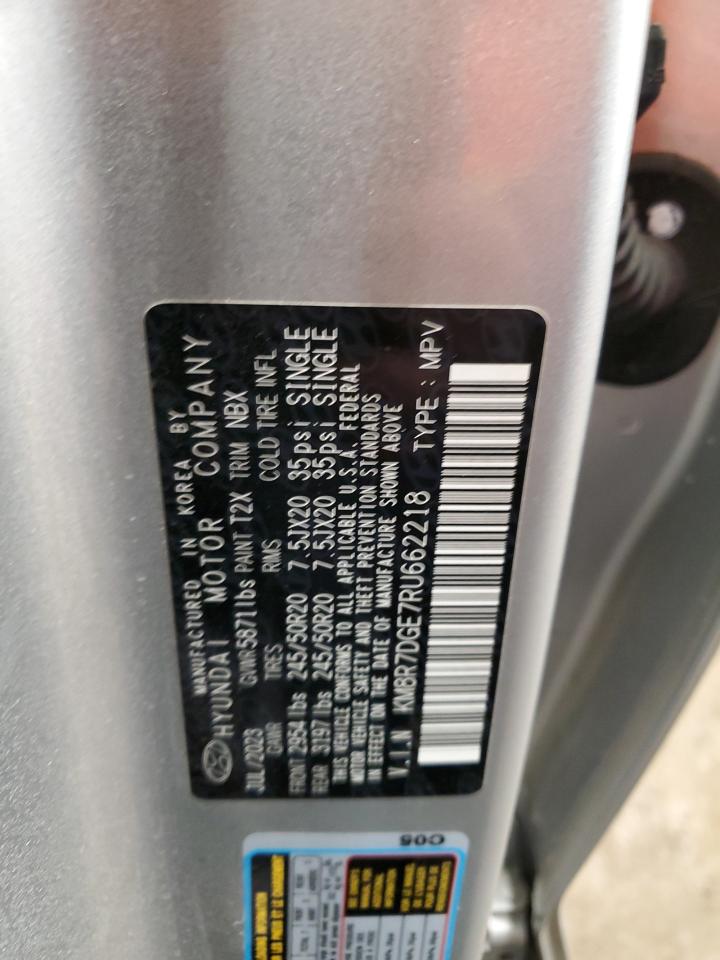 MANUFACTURED IN KOREA BY
HYUNDAI MOTOR COMPANY
JUL/2023 GVWR 5871lbs PAINT T2X TRIM NBX
GAWR TIRES RIMS COLD TIRE INFL
FRONT 2954 lbs 245/50R20 7.5JX20 35psi SINGLE
REAR 3197 lbs 245/50R20 7.5JX20 35psi SINGLE
THIS VEHICLE CONFORMS TO ALL APPLICABLE U.S.A. FEDERAL
MOTOR VEHICLE SAFETY AND THEFT PREVENTION STANDARDS
IN EFFECT ON THE DATE OF MANUFACTURE SHOWN ABOVE
V.I.N KM8R7DGE7RU662218 TYPE : MPV
C05